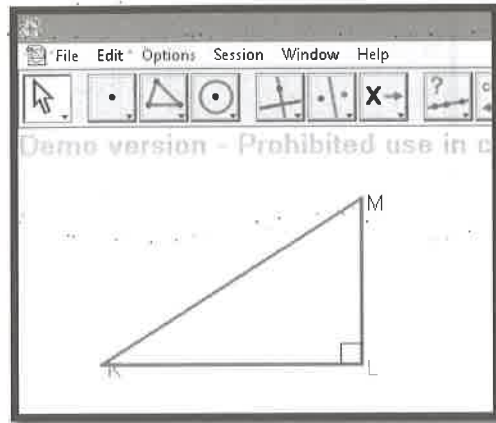 File Edit Options Session Window Help
X ?
Demo version - Prohibited use in c
M
K L